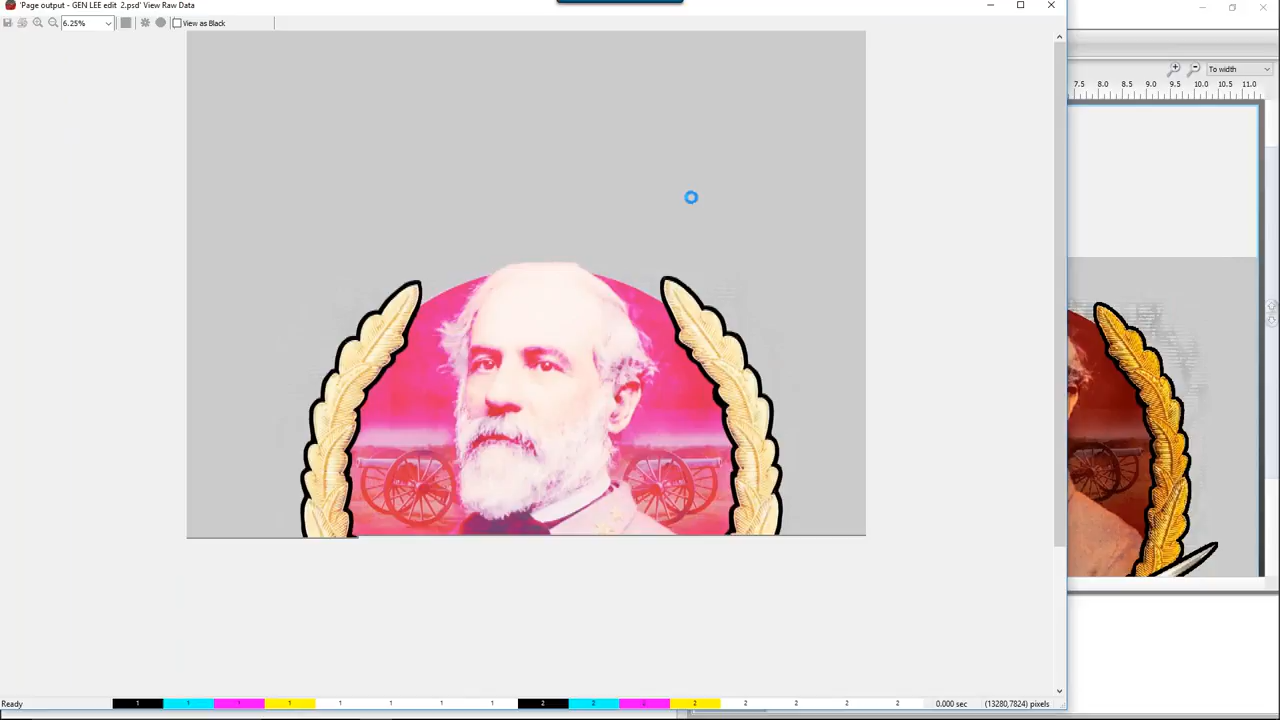 'Page output - GEN LEE edit 2.psd' View Raw Data
6.25%
View as Black
To width
7.5 8.0 8.5 9.0 9.5 10.0 10.5 11.0
Ready
1 1 1 1 1 1 1 1 2 2 2 2 2 2 2 2
0.000 sec
(13280,7824) pixels